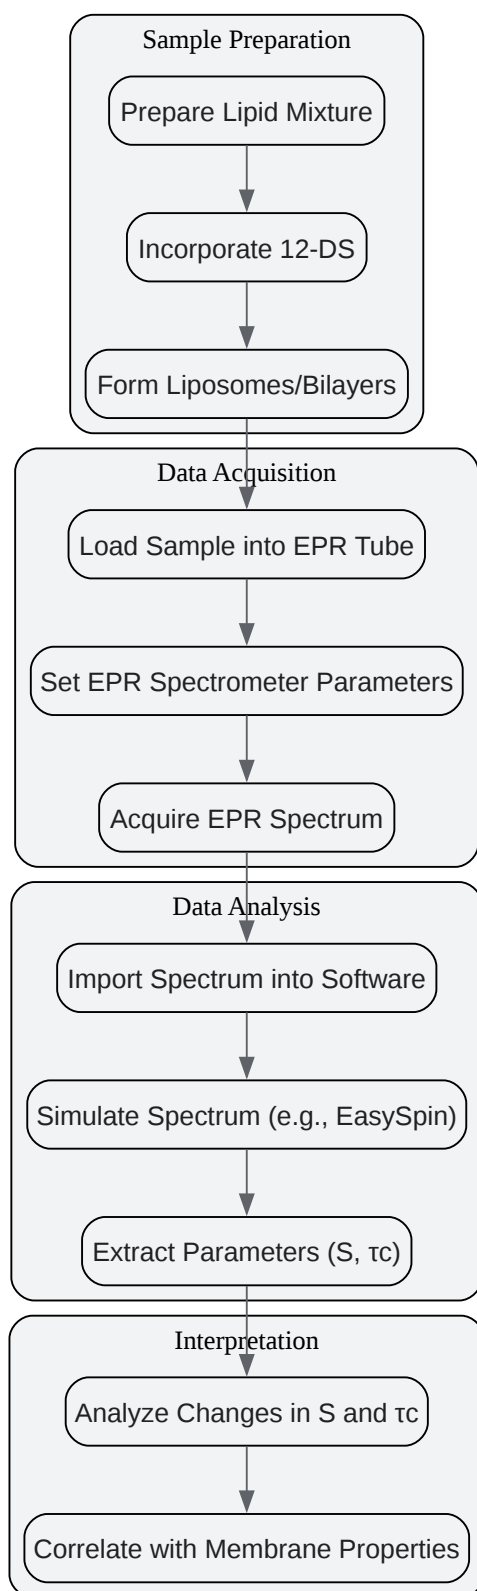 Sample Preparation
Prepare Lipid Mixture
Incorporate 12-DS
Form Liposomes/Bilayers
Data Acquisition
Load Sample into EPR Tube
Set EPR Spectrometer Parameters
Acquire EPR Spectrum
Data Analysis
Import Spectrum into Software
Simulate Spectrum (e.g., EasySpin)
Extract Parameters (S, τc)
Interpretation
Analyze Changes in S and τc
Correlate with Membrane Properties